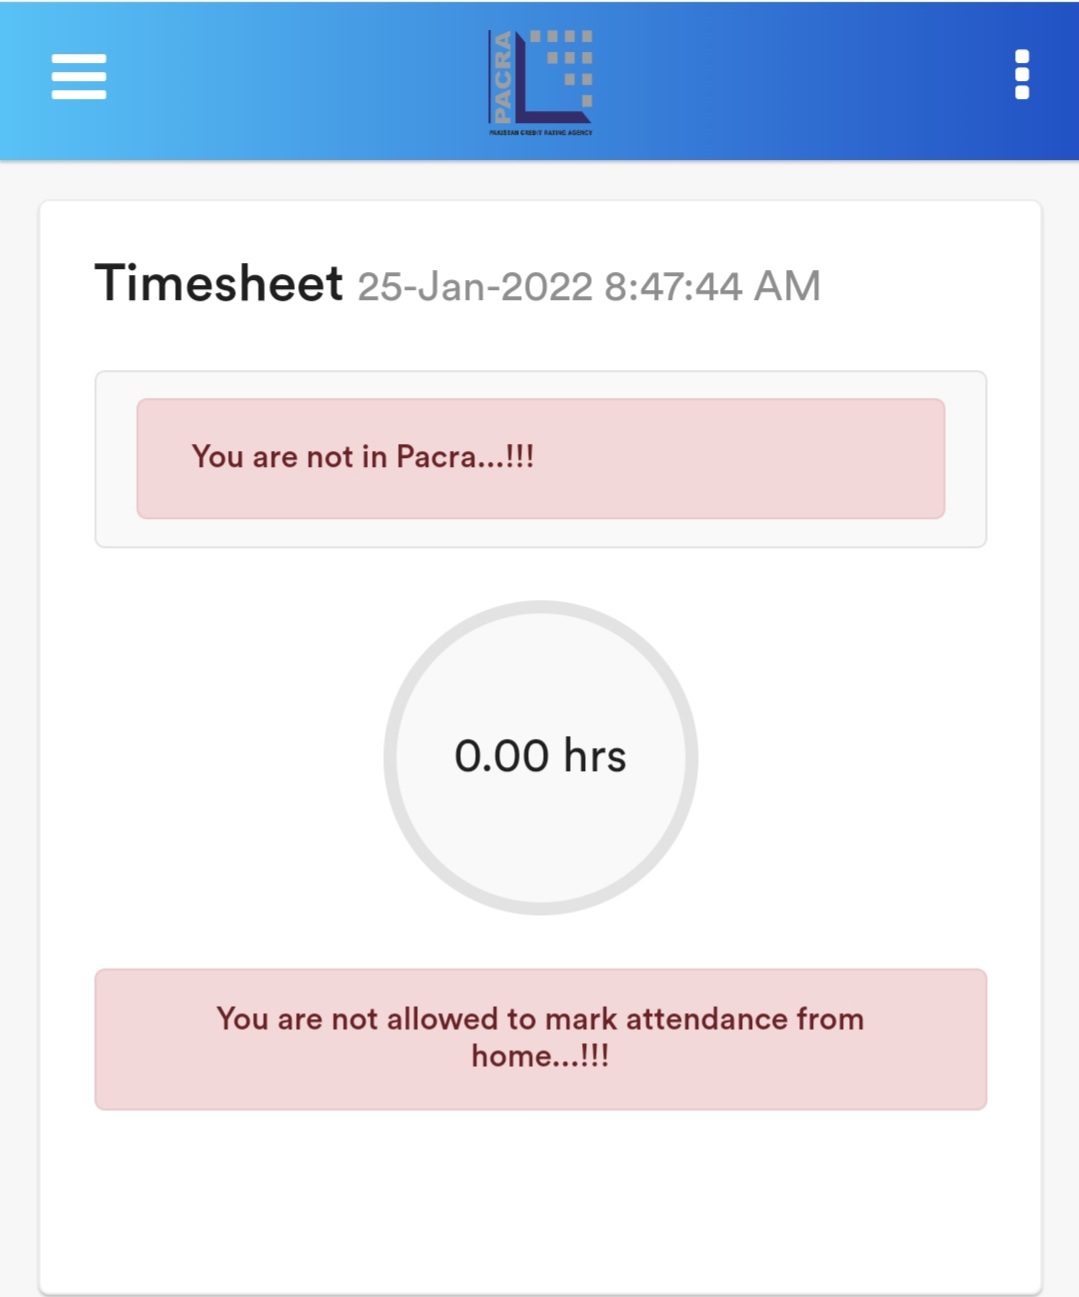 PACRA
PAKISTAN CREDIT RATING AGENCY
Timesheet 25-Jan-2022 8:47:44 AM
You are not in Pacra...!!!
0.00 hrs
You are not allowed to mark attendance from
home...!!!